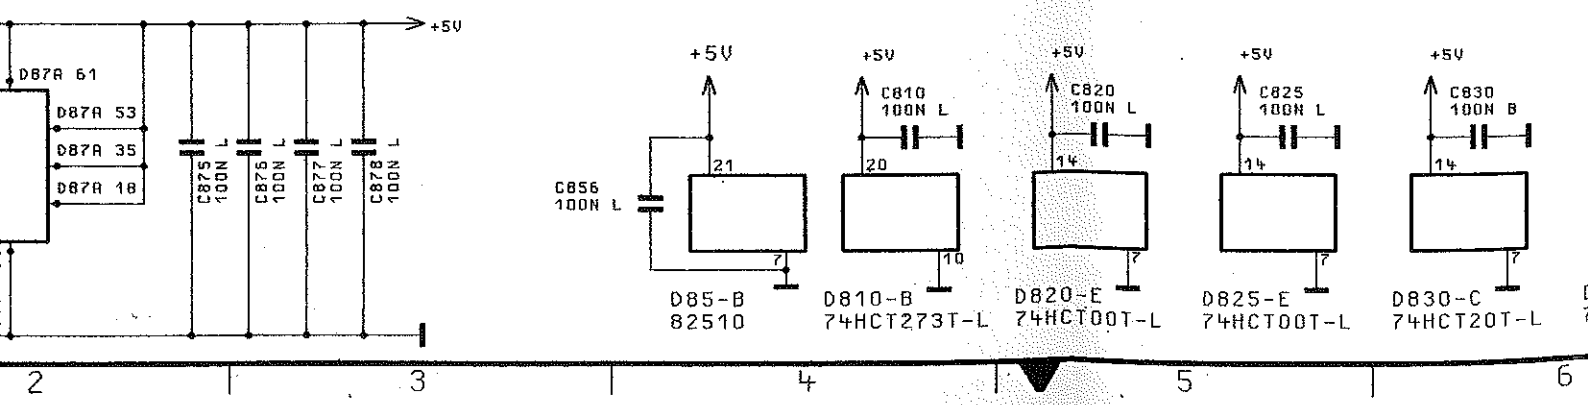 +5V
D87A 61
D87A 53
D87A 35
D87A 18
C875
100N L
C876
100N L
C877
100N L
C878
100N L
+5V
21
C856
100N L
7
D85-B
82510
+5V
C810
100N L
20
10
D810-B
74HCT273T-L
+5V
C820
100N L
14
7
D820-E
74HCT00T-L
+5V
C825
100N L
14
7
D825-E
74HCT00T-L
+5V
C830
100N B
14
7
D830-C
74HCT20T-L
2
3
4
5
6